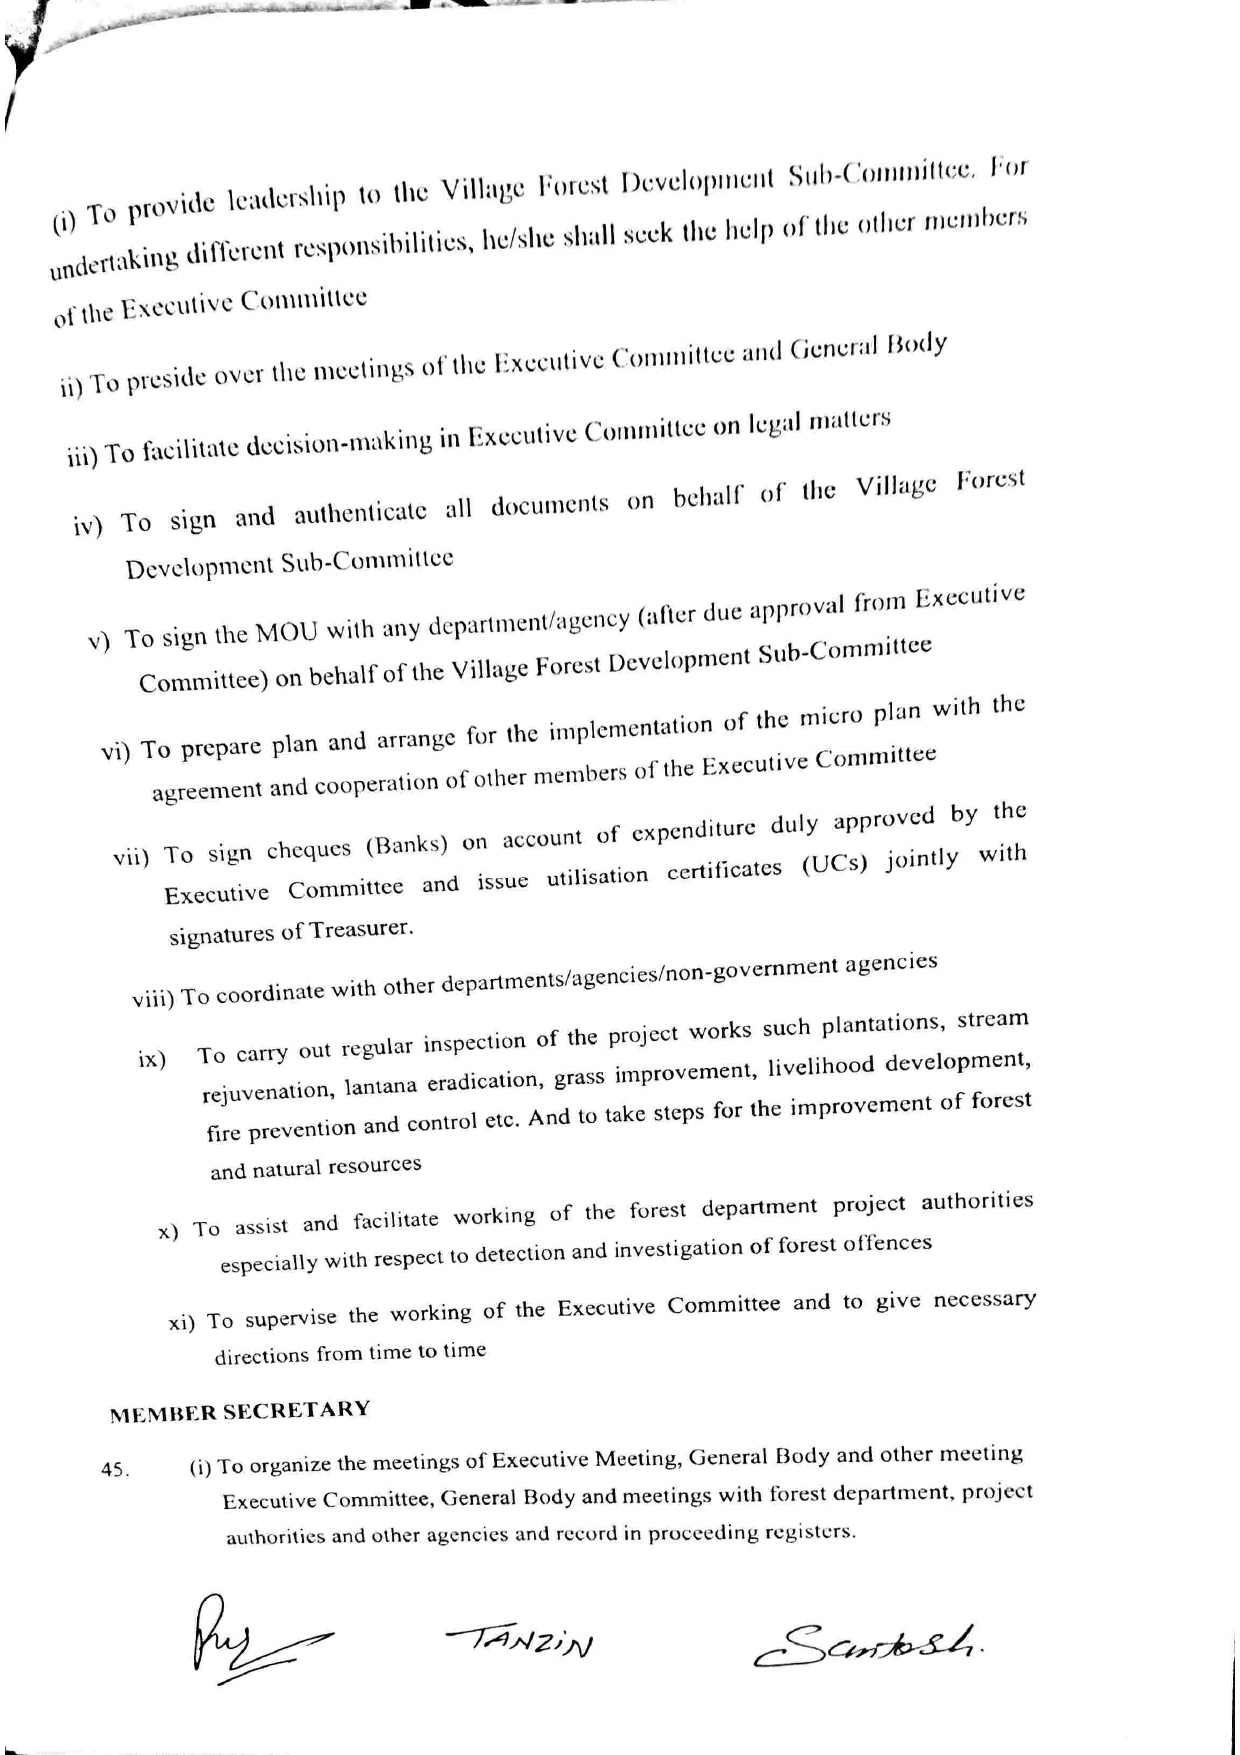 (i) To provide leadership to the Village Forest Development Sub-Committee. For
undertaking different responsibilities, he/she shall seek the help of the other members
of the Executive Committee
ii) To preside over the meetings of the Executive Committee and General Body
iii) To facilitate decision-making in Executive Committee on legal matters
iv) To sign and authenticate all documents on behalf of the Village Forest
Development Sub-Committee
v) To sign the MOU with any department/agency (after due approval from Executive
Committee) on behalf of the Village Forest Development Sub-Committee
vi) To prepare plan and arrange for the implementation of the micro plan with the
agreement and cooperation of other members of the Executive Committee
vii) To sign cheques (Banks) on account of expenditure duly approved by the
Executive Committee and issue utilisation certificates (UCs) jointly with
signatures of Treasurer.
viii) To coordinate with other departments/agencies/non-government agencies
ix) To carry out regular inspection of the project works such plantations, stream
rejuvenation, lantana eradication, grass improvement, livelihood development,
fire prevention and control etc. And to take steps for the improvement of forest
and natural resources
x) To assist and facilitate working of the forest department project authorities
especially with respect to detection and investigation of forest offences
xi) To supervise the working of the Executive Committee and to give necessary
directions from time to time
MEMBER SECRETARY
45. (i) To organize the meetings of Executive Meeting, General Body and other meeting
Executive Committee, General Body and meetings with forest department, project
authorities and other agencies and record in proceeding registers.
TANZIN Santosh.